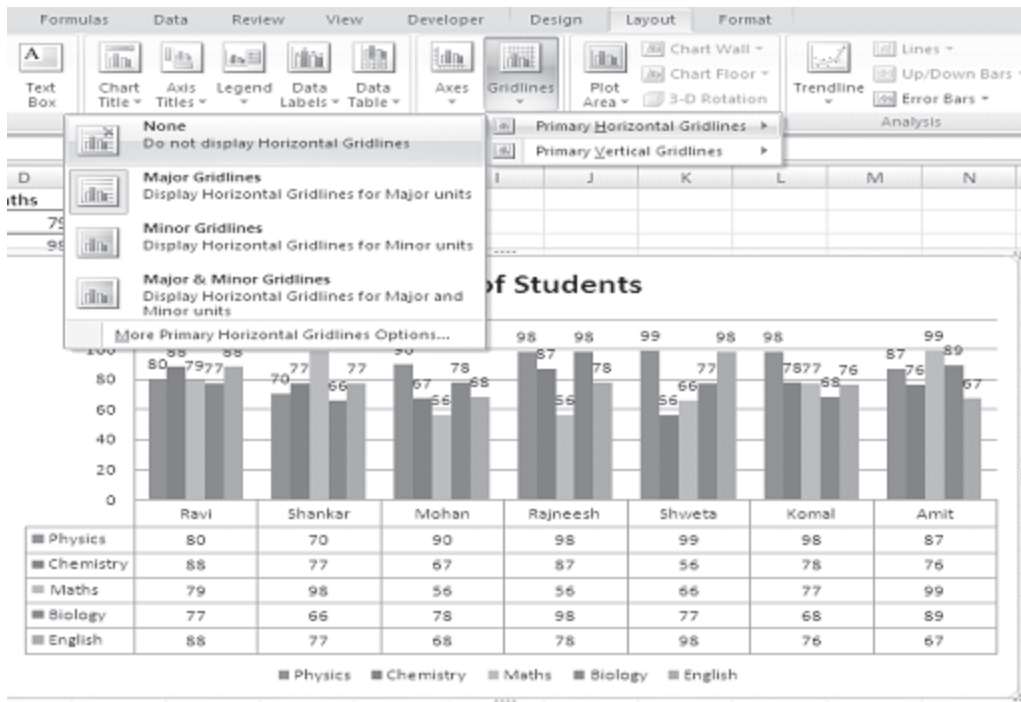 Formulas Data Review View Developer Design Layout Format
A Chart Wall Lines
Chart Floor Up/Down Bars
Text Chart Axis Legend Data Data Axes Gridlines Plot 3-D Rotation Trendline Error Bars
Box Title Titles Labels Table Area
Analysis
None
Do not display Horizontal Gridlines
Major Gridlines
Display Horizontal Gridlines for Major units
Minor Gridlines
Display Horizontal Gridlines for Minor units
Major & Minor Gridlines
Display Horizontal Gridlines for Major and
Minor units
More Primary Horizontal Gridlines Options...
Primary Horizontal Gridlines
Primary Vertical Gridlines
D I J K L M N
ths
79
98
of Students
98 98 99 98 98 99
100 88 88 90 87 87 89
80 79 77 77 77 78 78 77 78 77 76 76
70 66 67 68 66 68 67
56 56 56
80
60
40
20
0
Ravi Shankar Mohan Rajneesh Shweta Komal Amit
Physics 80 70 90 98 99 98 87
Chemistry 88 77 67 87 56 78 76
Maths 79 98 56 56 66 77 99
Biology 77 66 78 98 77 68 89
English 88 77 68 78 98 76 67
Physics Chemistry Maths Biology English